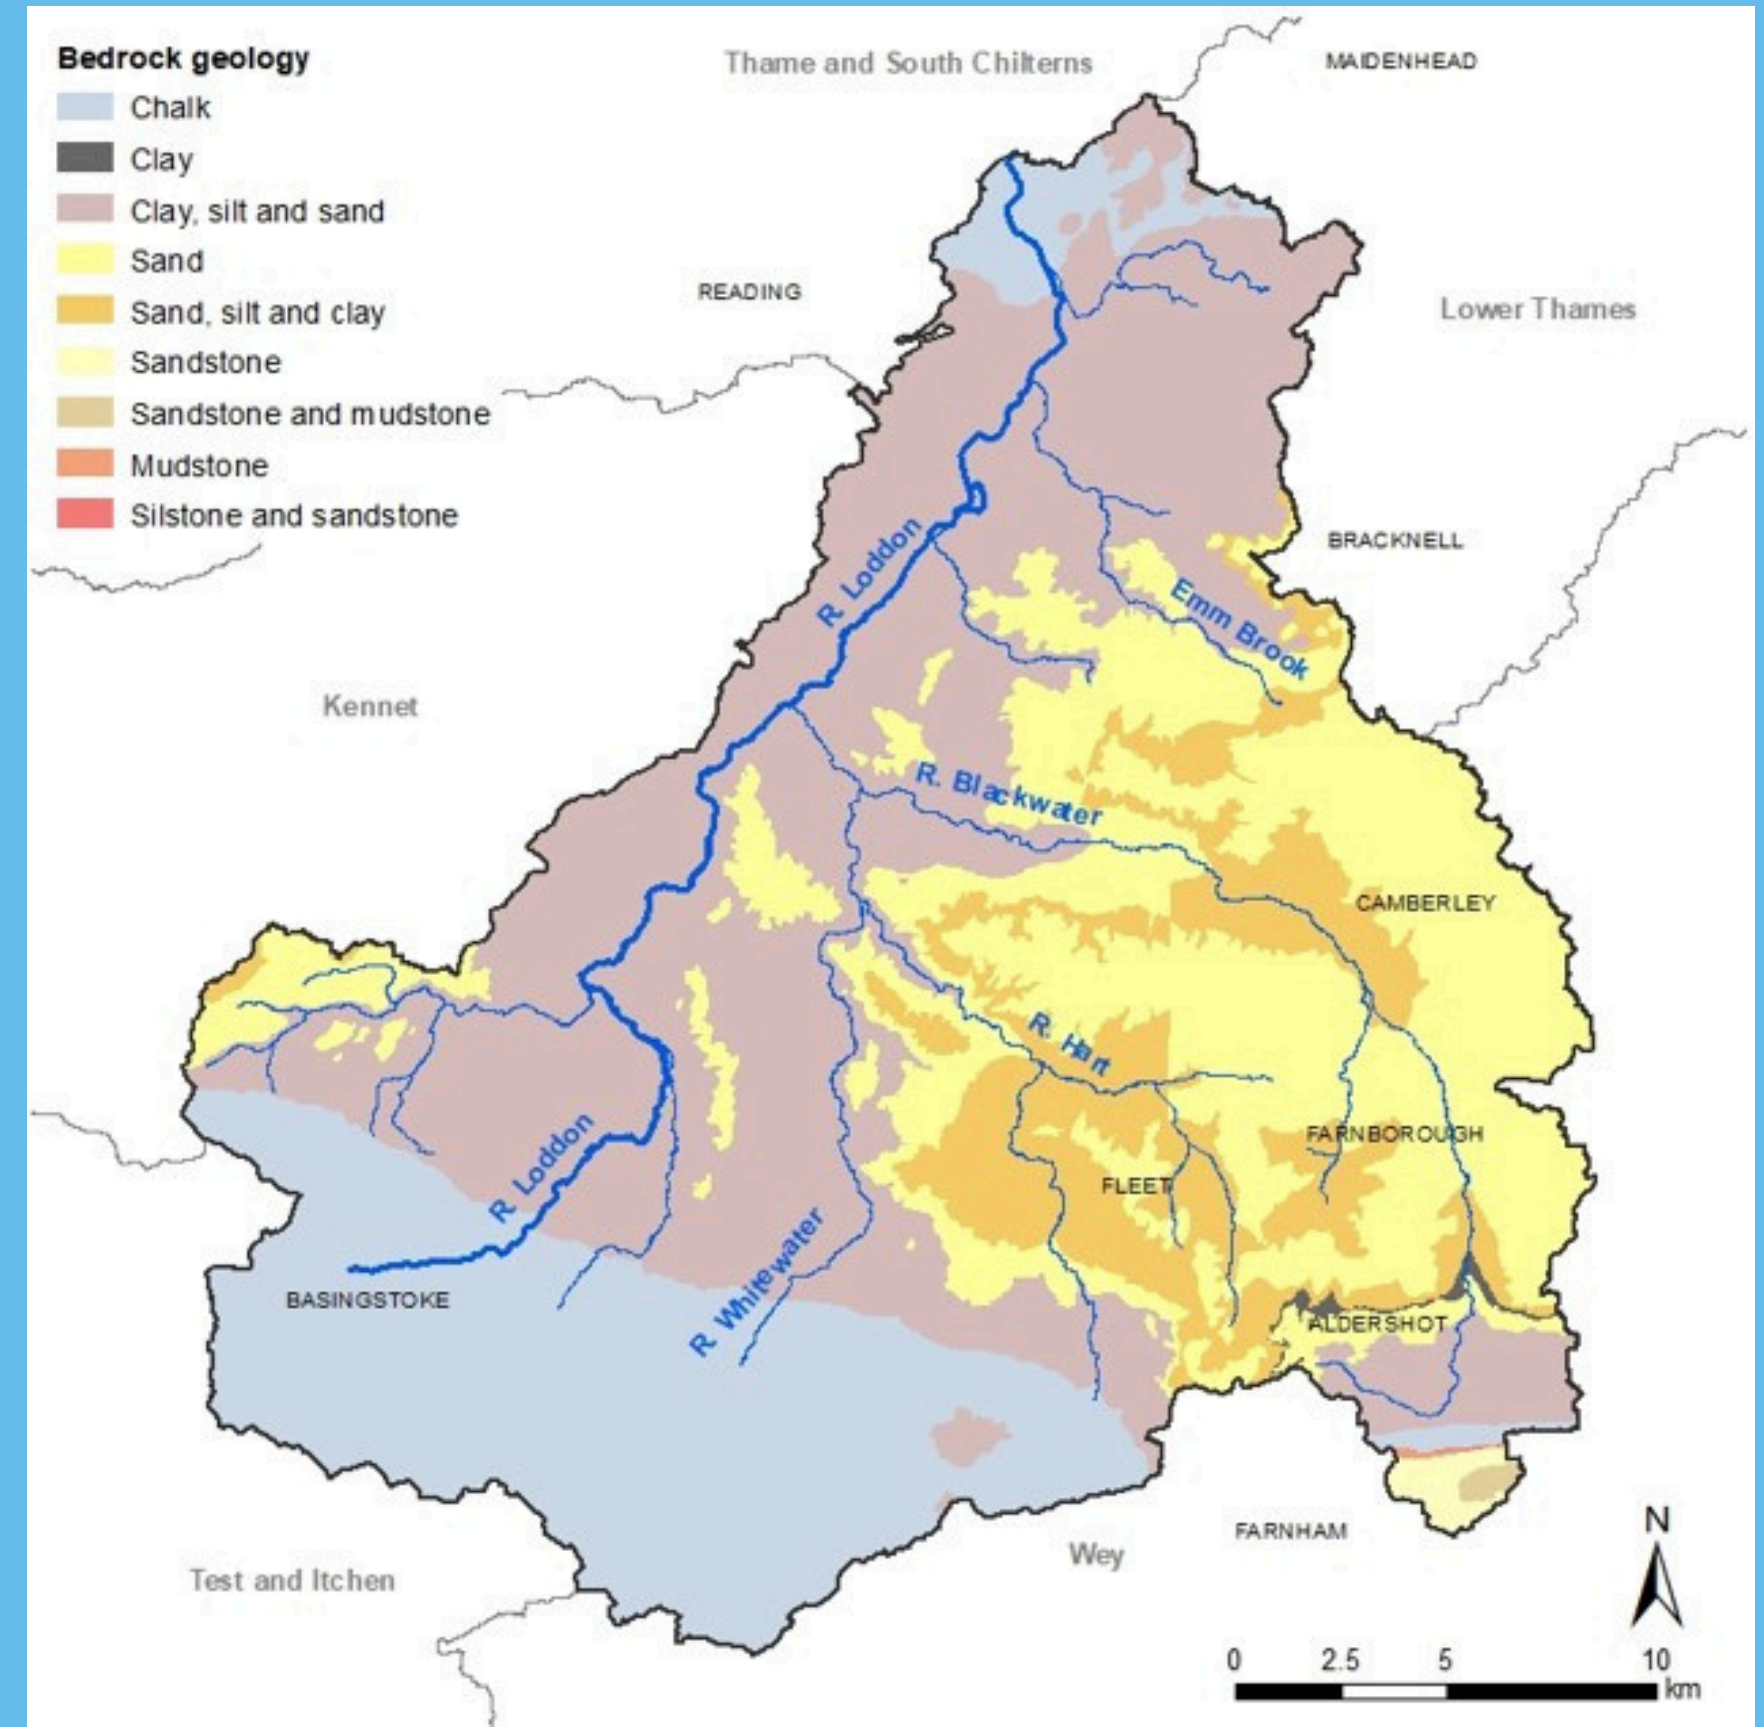 Bedrock geology
Chalk
Clay
Clay, silt and sand
Sand
Sand, silt and clay
Sandstone
Sandstone and mudstone
Mudstone
Silstone and sandstone
Thame and South Chilterns
MAIDENHEAD
READING
Lower Thames
BRACKNELL
R. Loddon
Emm Brook
Kennet
R. Blackwater
CAMBERLEY
R. Hart
FARNBOROUGH
FLEET
R. Loddon
R. Whitewater
BASINGSTOKE
ALDERSHOT
FARNHAM
Wey
Test and Itchen
N
0 2.5 5 10
km